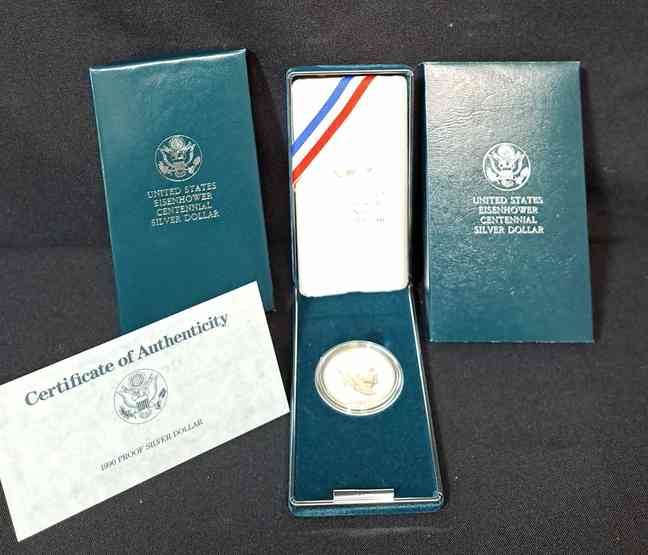 UNITED STATES
EISENHOWER
CENTENNIAL
SILVER DOLLAR
UNITED STATES
EISENHOWER
CENTENNIAL
SILVER DOLLAR
Certificate of Authenticity
1990 PROOF SILVER DOLLAR